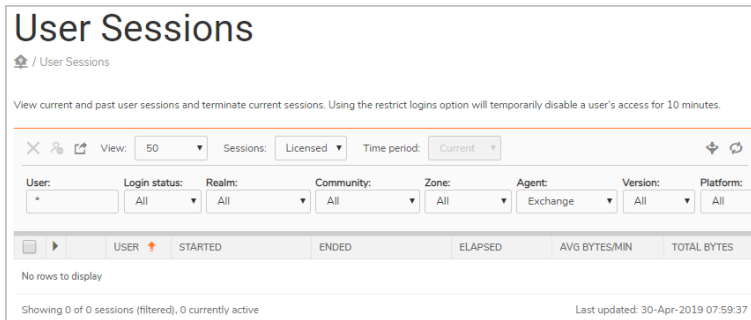 User Sessions
/ User Sessions
View current and past user sessions and terminate current sessions. Using the restrict logins option will temporarily disable a user's access for 10 minutes.
View: 50 Sessions: Licensed Time period: Current
User: Login status: Realm: Community: Zone: Agent: Version: Platform:
* All All All All Exchange All All
USER STARTED ENDED ELAPSED AVG BYTES/MIN TOTAL BYTES
No rows to display
Showing 0 of 0 sessions (filtered), 0 currently active Last updated: 30-Apr-2019 07:59:37